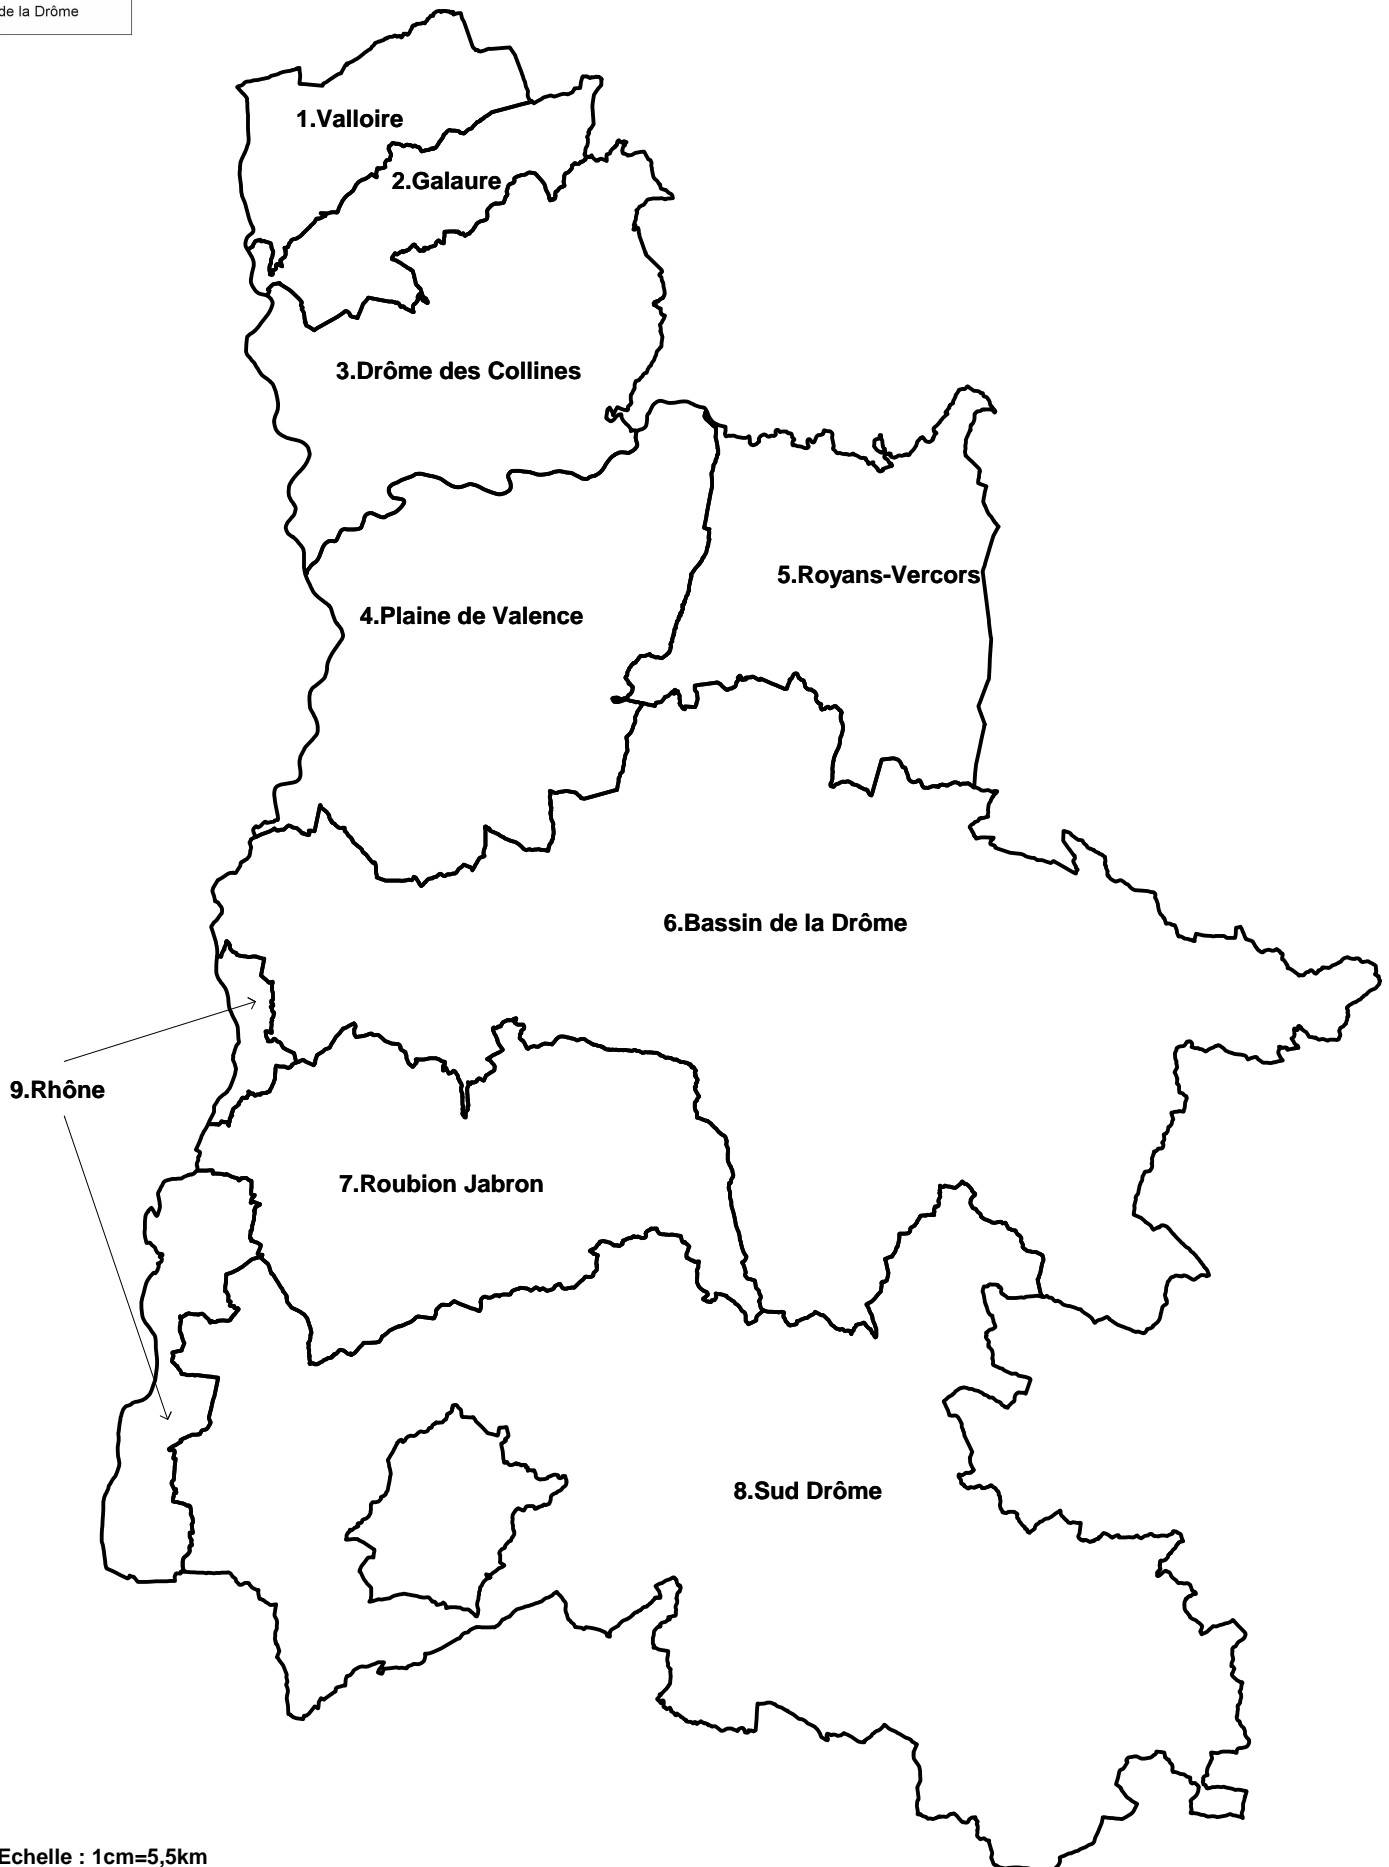 de la Drôme
1.Valloire
2.Galaure
3.Drôme des Collines
4.Plaine de Valence
5.Royans-Vercors
6.Bassin de la Drôme
9.Rhône
7.Roubion Jabron
8.Sud Drôme
Echelle : 1cm=5,5km